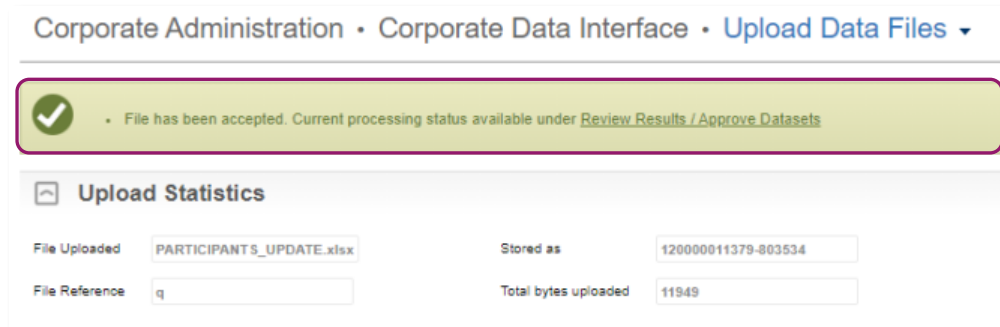 Corporate Administration • Corporate Data Interface • Upload Data Files
• File has been accepted. Current processing status available under Review Results / Approve Datasets
Upload Statistics
File Uploaded PARTICIPANTS_UPDATE.xlsx Stored as 120000011379-803534
File Reference q Total bytes uploaded 11949